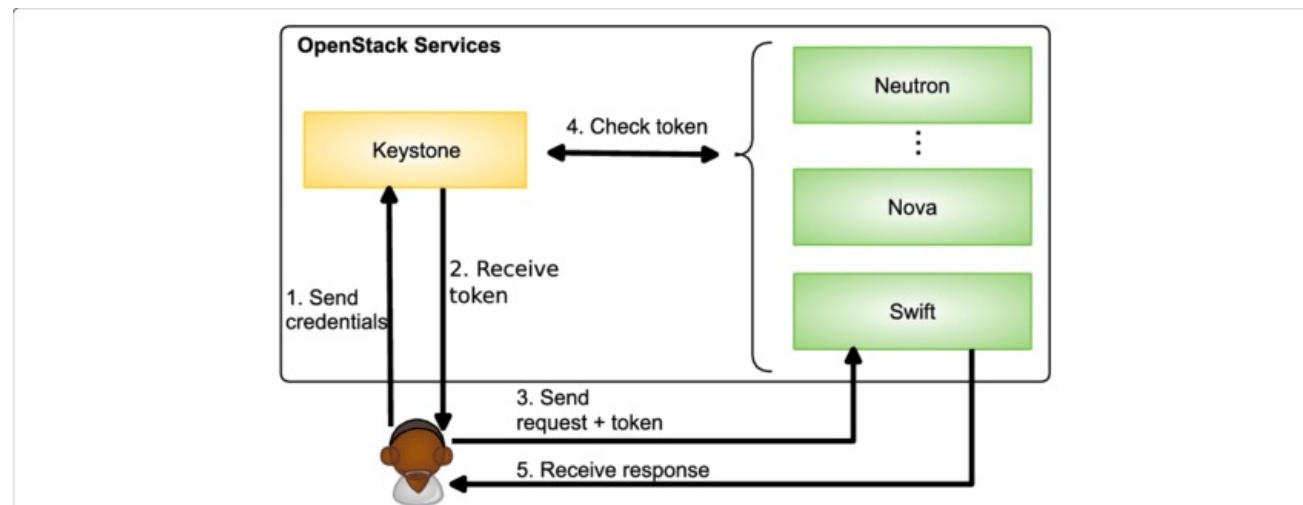 OpenStack Services
Neutron
4. Check token
Keystone
Nova
2. Receive
token
1. Send
credentials
Swift
3. Send
request + token
5. Receive response